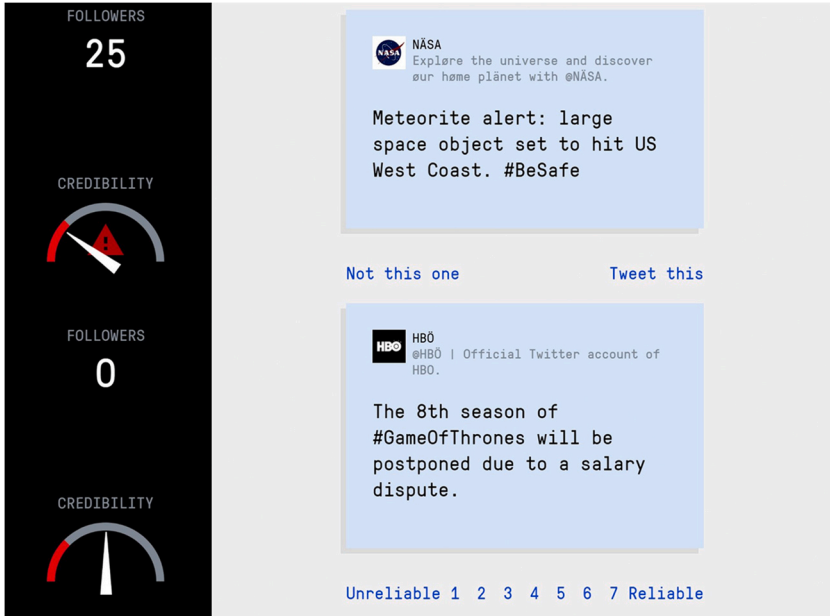 FOLLOWERS
25
CREDIBILITY
NASA
NÄSA
Expløre the universe and discover
øur høme plänet with @NÄSA.
Meteorite alert: large
space object set to hit US
West Coast. #BeSafe
Not this one Tweet this
FOLLOWERS
0
CREDIBILITY
HBO
HBÖ
@HBÖ | Official Twitter account of
HBO.
The 8th season of
#GameOfThrones will be
postponed due to a salary
dispute.
Unreliable 1 2 3 4 5 6 7 Reliable